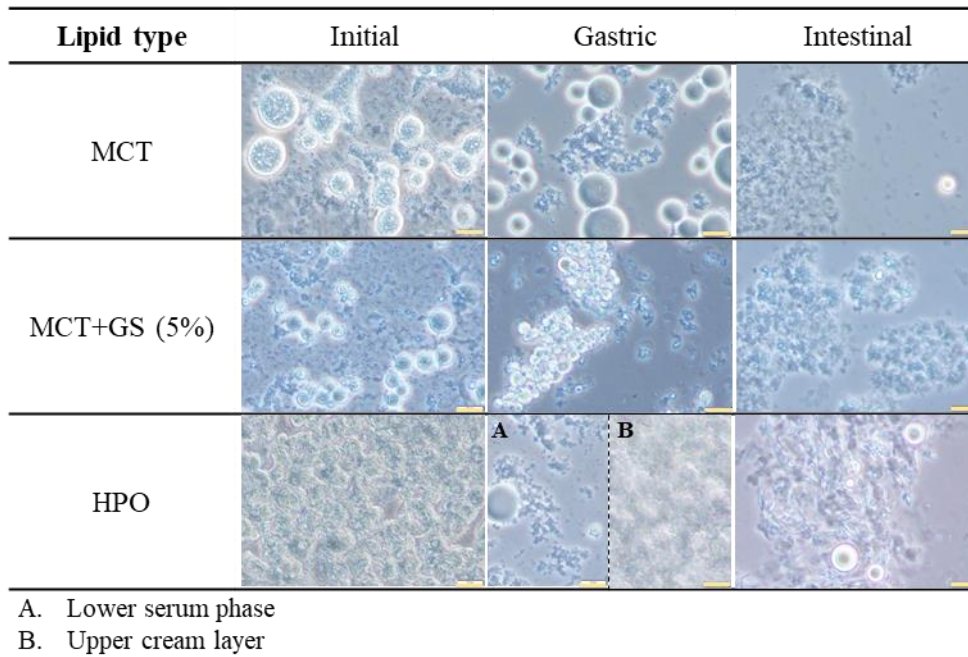 Lipid type Initial Gastric Intestinal
MCT
MCT+GS (5%)
A B
HPO
A. Lower serum phase
B. Upper cream layer